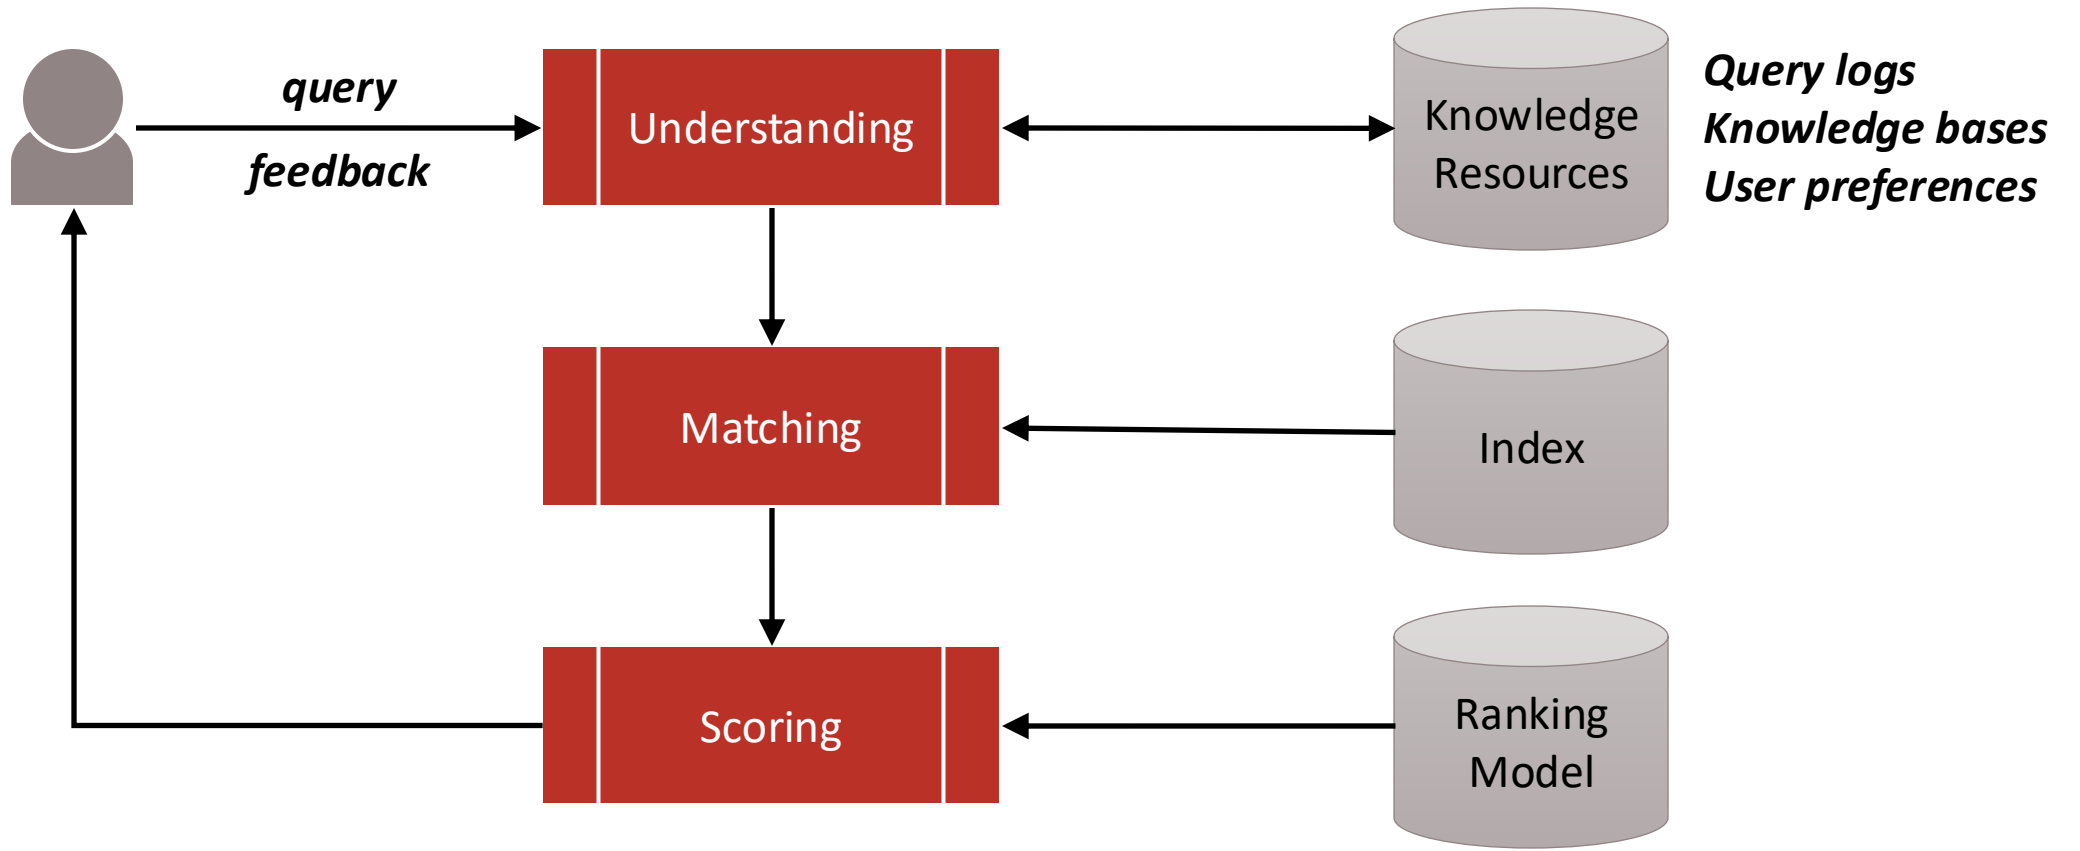 query
feedback
Understanding
Knowledge
Resources
Query logs
Knowledge bases
User preferences
Matching
Index
Scoring
Ranking
Model